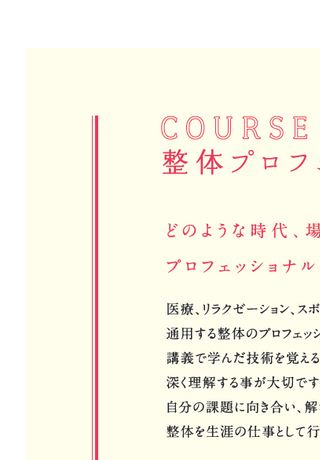 COURSE
整体プロフ
どのような時代、場
プロフェッショナル
医療、リラクゼーション、スポ
通用する整体のプロフェッシ
講義で学んだ技術を覚える
深く理解する事が大切です
自分の課題に向き合い、解
整体を生涯の仕事として行